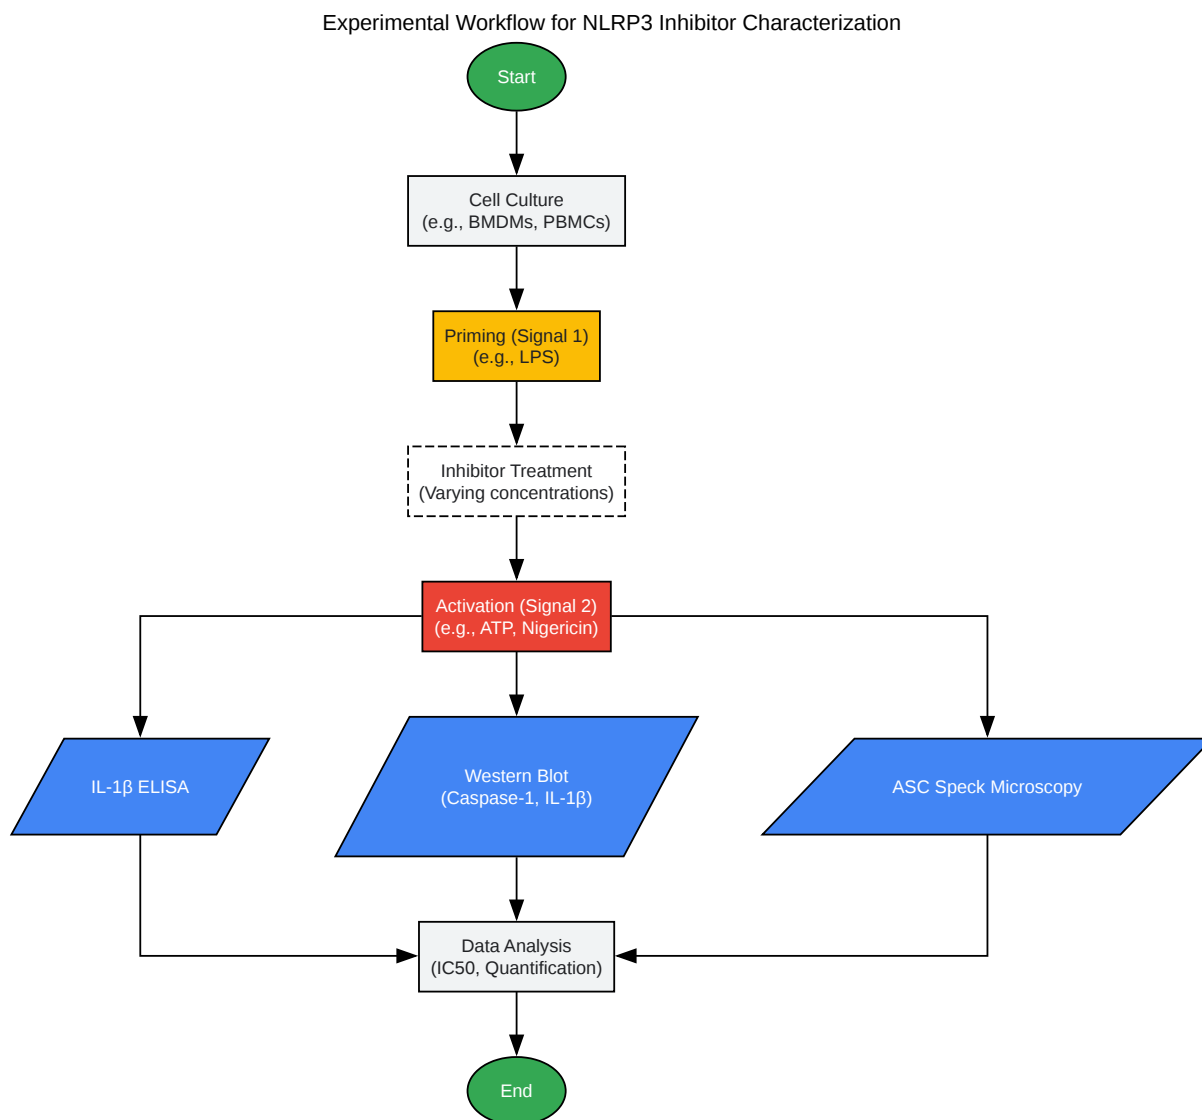 Experimental Workflow for NLRP3 Inhibitor Characterization
Start
Cell Culture
(e.g., BMDMs, PBMCs)
Priming (Signal 1)
(e.g., LPS)
Inhibitor Treatment
(Varying concentrations)
Activation (Signal 2)
(e.g., ATP, Nigericin)
IL-1β ELISA
Western Blot
(Caspase-1, IL-1β)
ASC Speck Microscopy
Data Analysis
(IC50, Quantification)
End